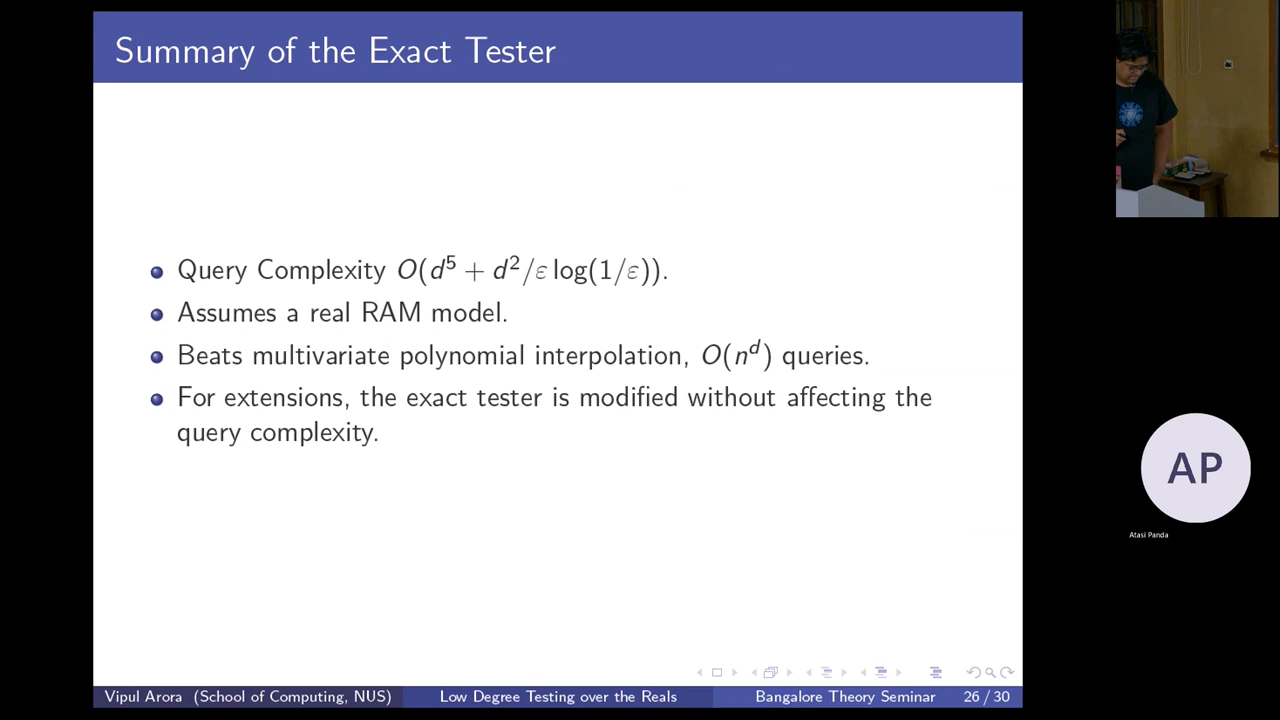 Summary of the Exact Tester
Query Complexity O(d⁵ + d²/ε log(1/ε)).
Assumes a real RAM model.
Beats multivariate polynomial interpolation, O(nᵈ) queries.
For extensions, the exact tester is modified without affecting the
query complexity.
Vipul Arora (School of Computing, NUS) Low Degree Testing over the Reals Bangalore Theory Seminar 26 / 30
AP
Atasi Panda